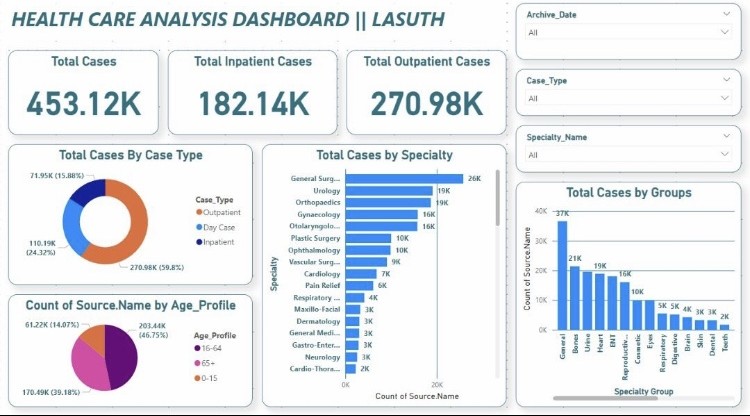 HEALTH CARE ANALYSIS DASHBOARD || LASUTH
Total Cases
453.12K
Total Inpatient Cases
182.14K
Total Outpatient Cases
270.98K
Archive_Date
All
Case_Type
All
Specialty_Name
All
Total Cases By Case Type
71.95K (15.88%)
110.19K
(24.32%)
270.98K (59.8%)
Case_Type
Outpatient
Day Case
Inpatient
Count of Source.Name by Age_Profile
61.22K (14.07%)
203.44K
(46.75%)
170.49K (39.18%)
Age_Profile
16-64
65+
0-15
Total Cases by Specialty
Specialty
General Surg... 26K
Urology 19K
Orthopaedics 19K
Gynaecology 16K
Otolaryngolo... 16K
Plastic Surgery 10K
Ophthalmology 10K
Vascular Surg... 9K
Cardiology 7K
Pain Relief 6K
Respiratory ... 4K
Maxillo-Facial 3K
Dermatology 3K
General Medi... 3K
Gastro-Enter... 3K
Neurology 3K
Cardio-Thora... 2K
0K 20K
Count of Source.Name
Total Cases by Groups
Count of Source.Name
40K
30K
20K
10K
0K
37K 21K 19K 16K 10K 5K 5K 4K 3K 3K 2K
General Bones Urine Heart ENT Reproductiv... Cosmetic Eyes Respiratory Digestive Brain Skin Dental Teeth
Specialty Group